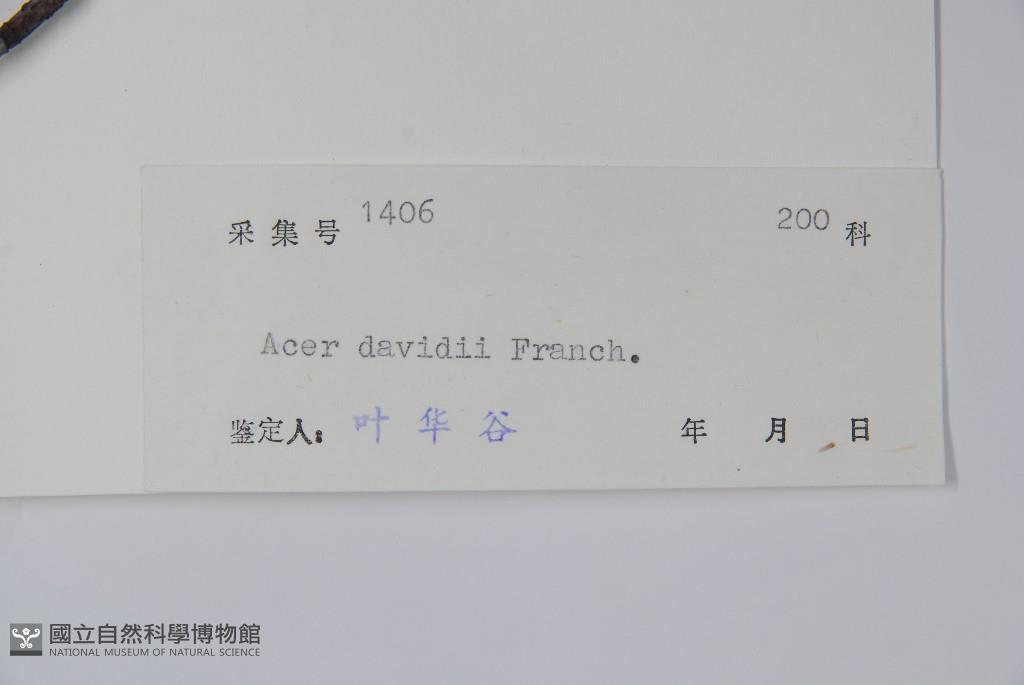 采集号 1406 200 科
Acer davidii Franch.
鉴定人: 叶华谷 年 月 日
國立自然科學博物館
NATIONAL MUSEUM OF NATURAL SCIENCE